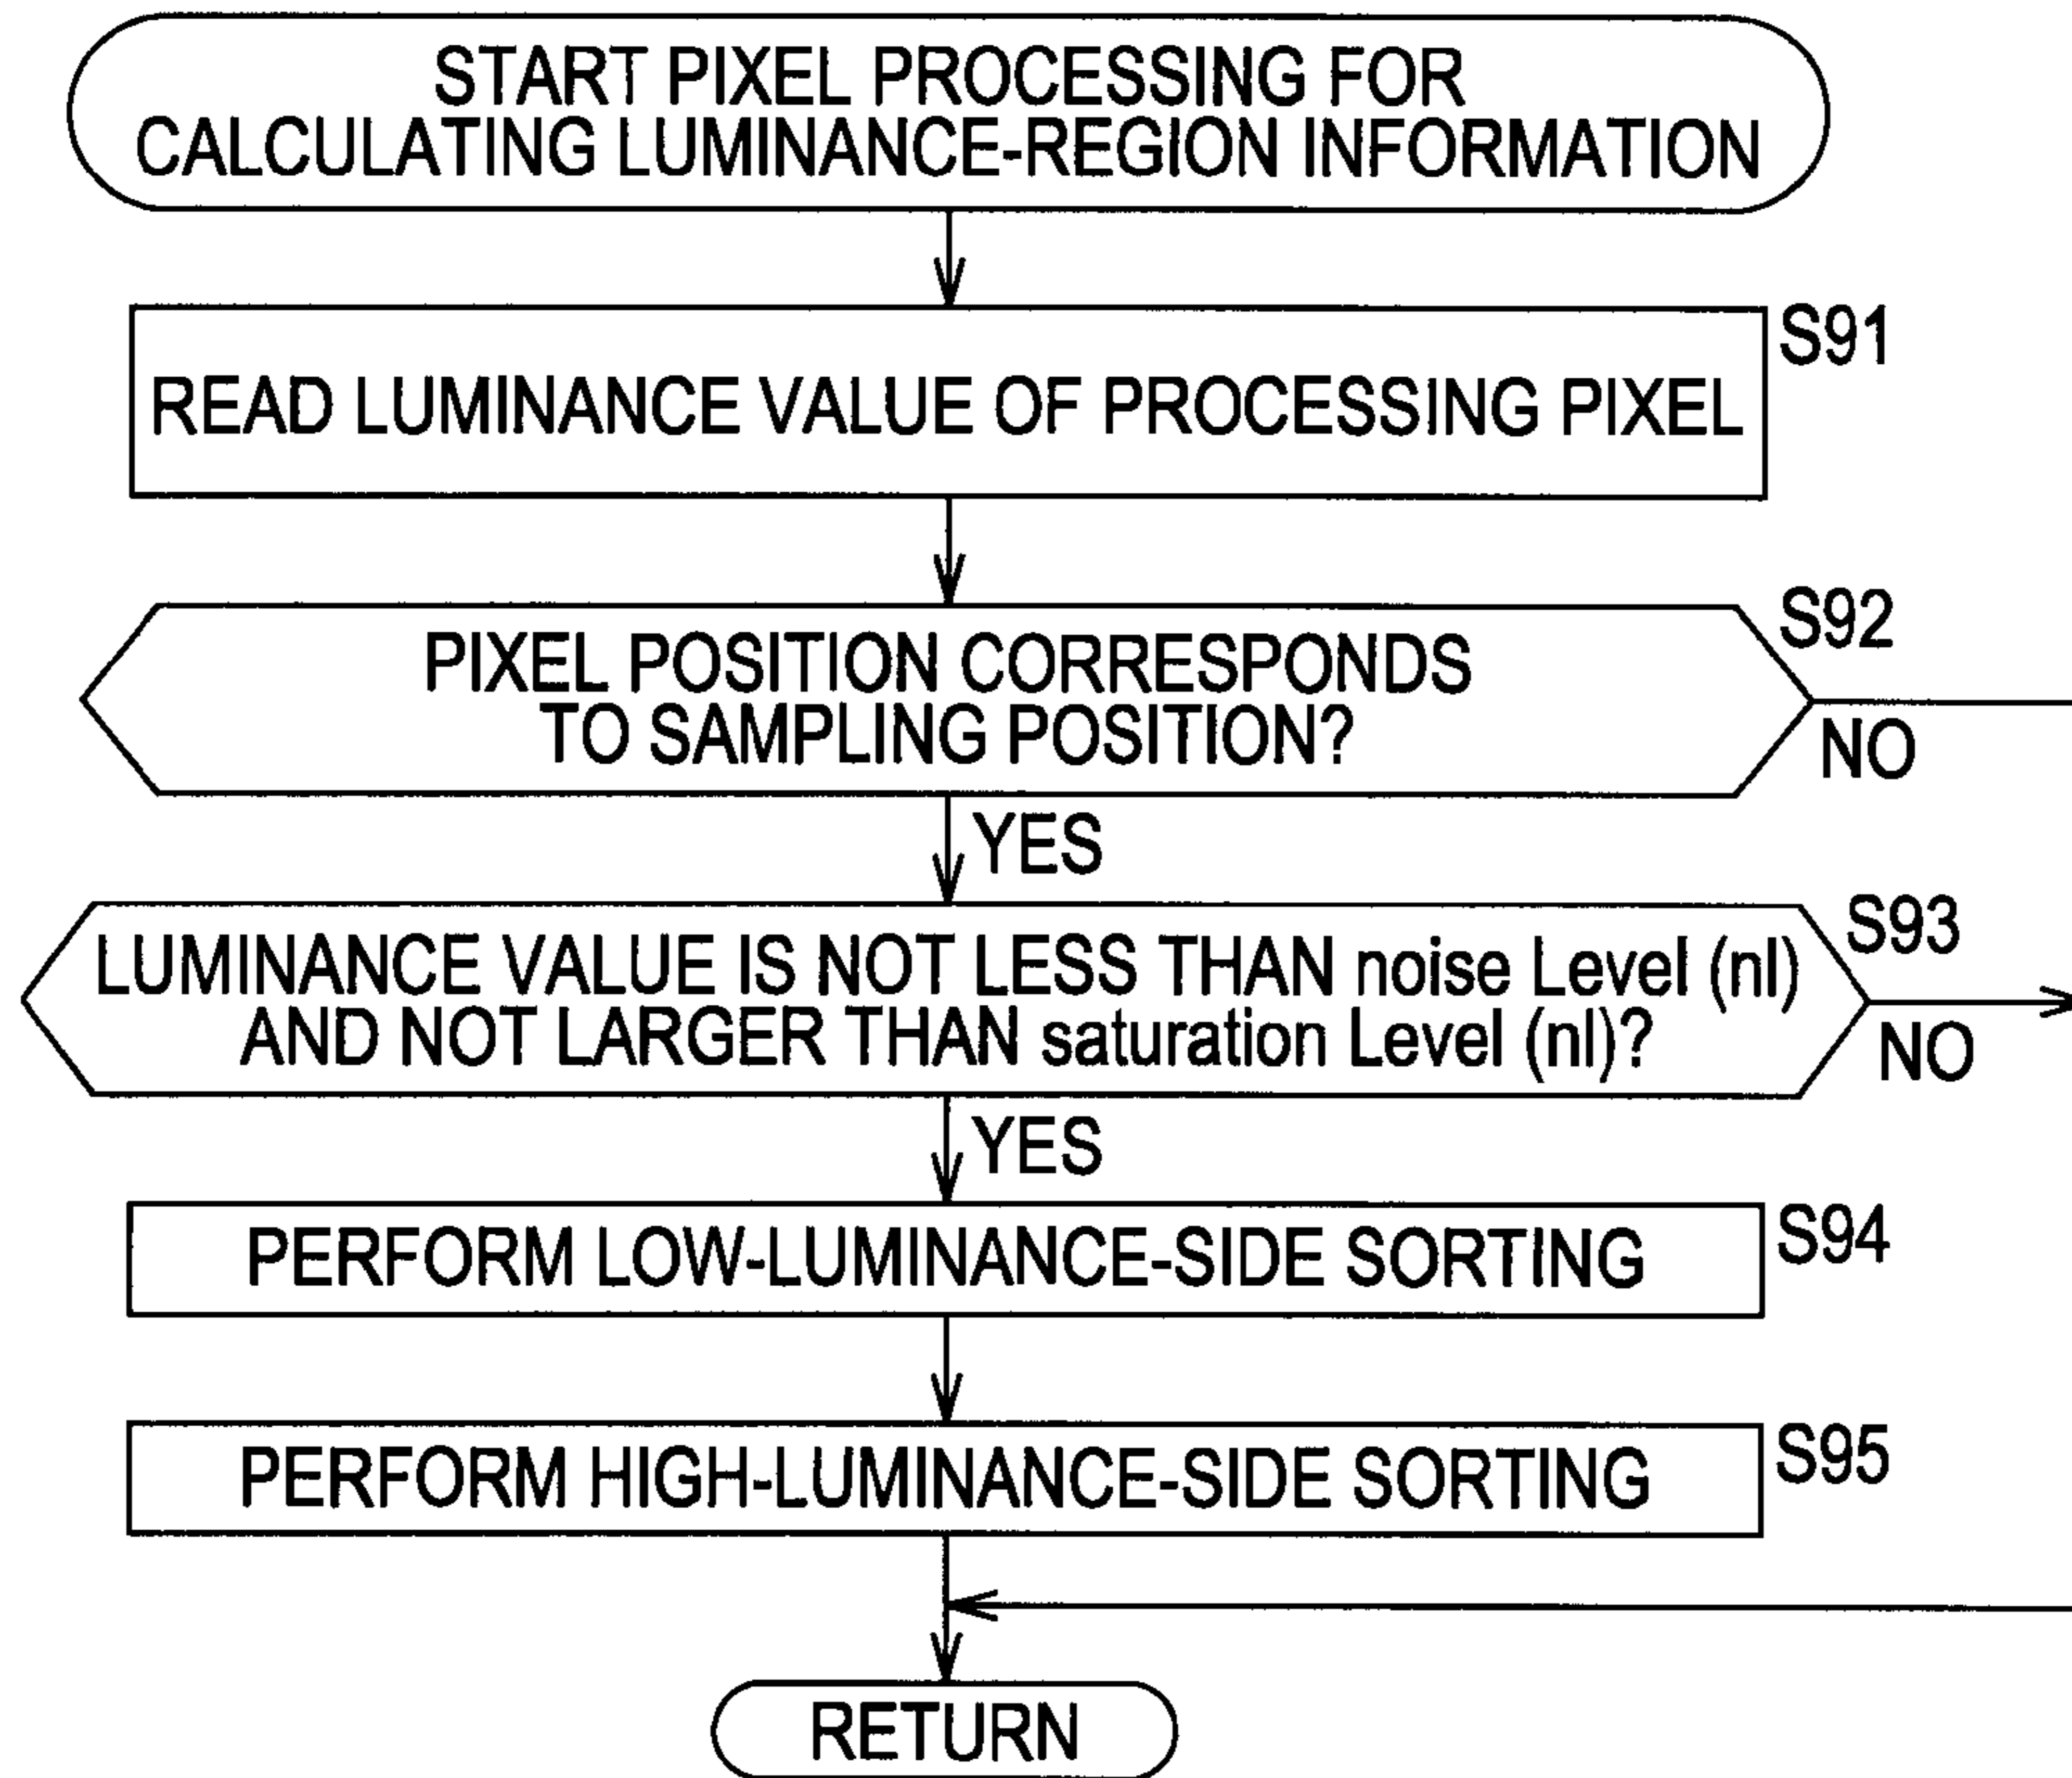 START PIXEL PROCESSING FOR
CALCULATING LUMINANCE-REGION INFORMATION
S91
READ LUMINANCE VALUE OF PROCESSING PIXEL
S92
PIXEL POSITION CORRESPONDS
TO SAMPLING POSITION?
NO
YES
S93
LUMINANCE VALUE IS NOT LESS THAN noise Level (nl)
AND NOT LARGER THAN saturation Level (nl)?
NO
YES
S94
PERFORM LOW-LUMINANCE-SIDE SORTING
S95
PERFORM HIGH-LUMINANCE-SIDE SORTING
RETURN